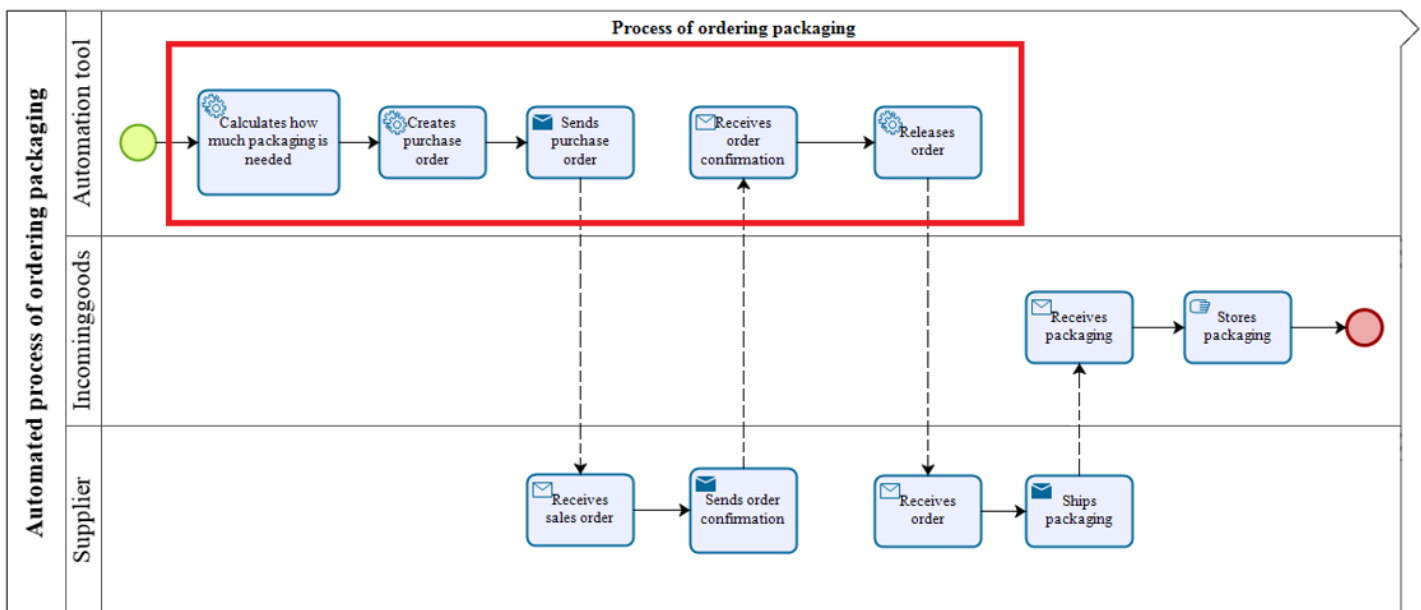 Process of ordering packaging
Automated process of ordering packaging
Automation tool
Calculates how
much packaging is
needed
Creates
purchase
order
Sends
purchase
order
Receives
order
confirmation
Releases
order
Incominggoods
Receives
packaging
Stores
packaging
Supplier
Receives
sales order
Sends order
confirmation
Receives
order
Ships
packaging